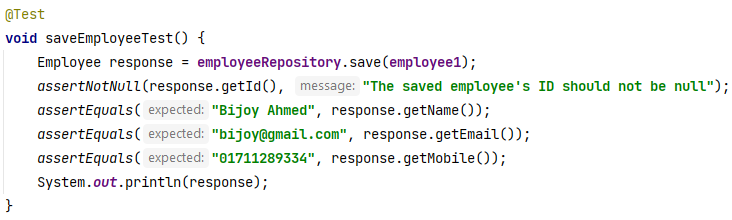 @Test
void saveEmployeeTest() {
    Employee response = employeeRepository.save(employee1);
    assertNotNull(response.getId(), message: "The saved employee's ID should not be null");
    assertEquals( expected: "Bijoy Ahmed", response.getName());
    assertEquals( expected: "bijoy@gmail.com", response.getEmail());
    assertEquals( expected: "01711289334", response.getMobile());
    System.out.println(response);
}